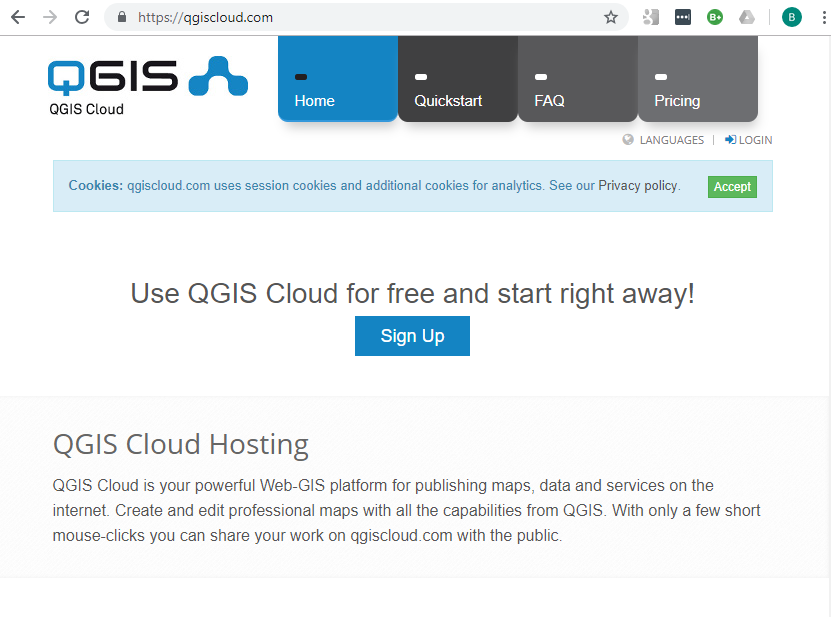 https://qgiscloud.com
B+
B
QGIS
QGIS Cloud
Home
Quickstart
FAQ
Pricing
LANGUAGES | LOGIN
Cookies: qgiscloud.com uses session cookies and additional cookies for analytics. See our Privacy policy.
Accept
Use QGIS Cloud for free and start right away!
Sign Up
QGIS Cloud Hosting
QGIS Cloud is your powerful Web-GIS platform for publishing maps, data and services on the
internet. Create and edit professional maps with all the capabilities from QGIS. With only a few short
mouse-clicks you can share your work on qgiscloud.com with the public.